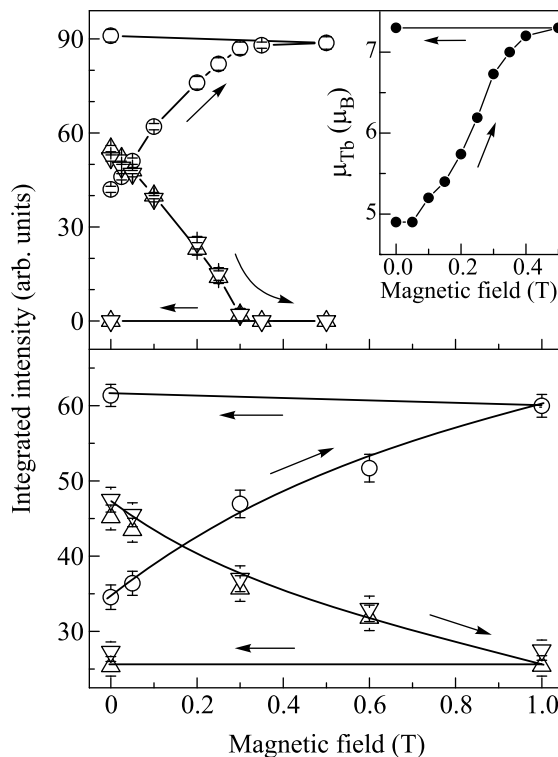 90
60
30
0
7
6
5
μTb (μB)
0.0 0.2 0.4
Magnetic field (T)
Integrated intensity (arb. units)
60
50
40
30
0 0.2 0.4 0.6 0.8 1.0
Magnetic field (T)